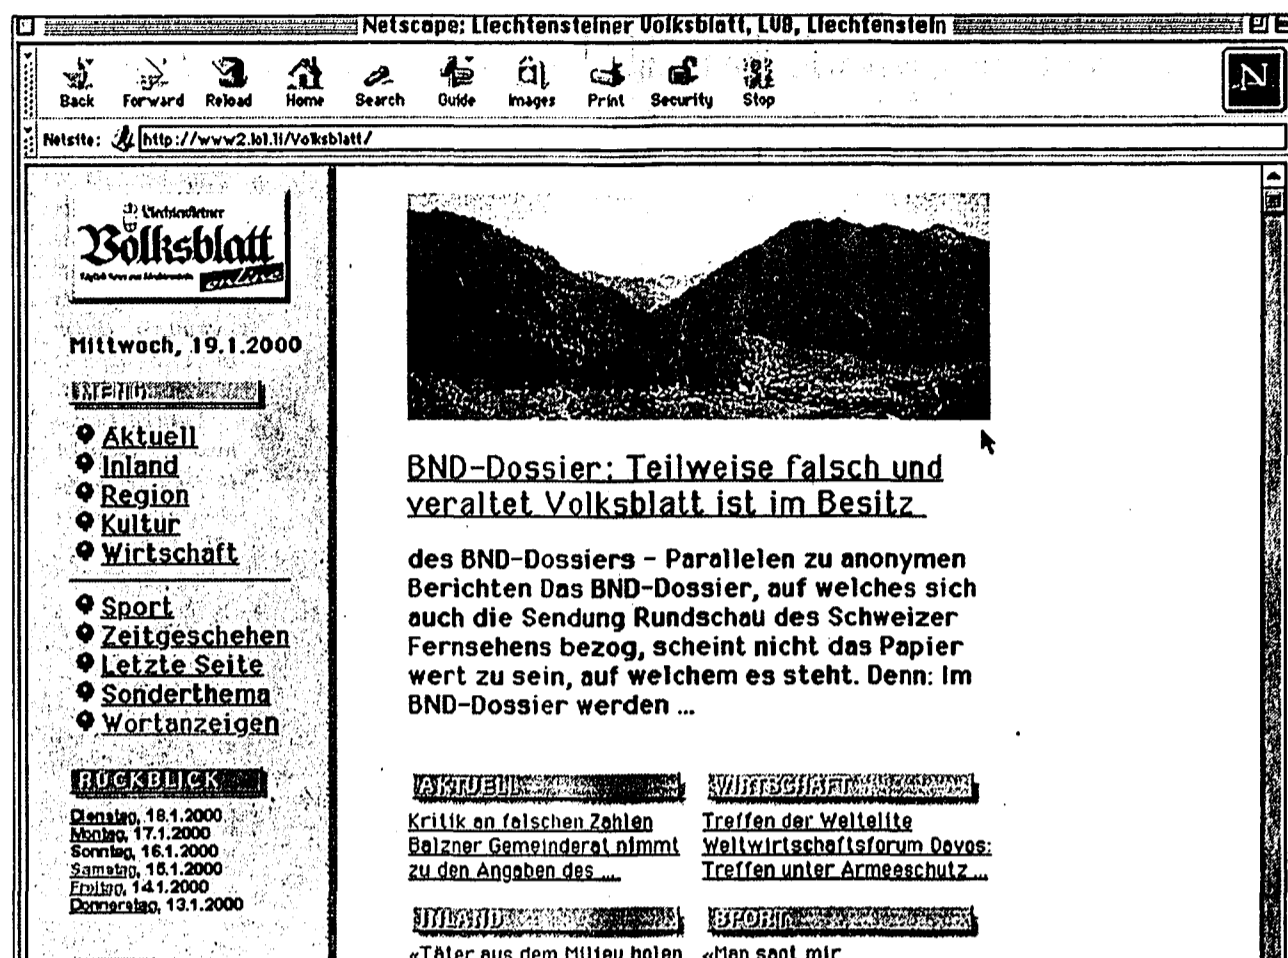 Netscape: Liechtensteiner Volksblatt, LVB, Liechtenstein
Back Forward Reload Home Search Guide Images Print Security Stop
N
Netsite: http://www2.lol.li/Volksblatt/
Liechtensteiner
Volksblatt
online
Mittwoch, 19.1.2000
MENU
Aktuell
Inland
Region
Kultur
Wirtschaft
Sport
Zeitgeschehen
Letzte Seite
Sonderthema
Wortanzeigen
RÜCKBLICK
Dienstag, 18.1.2000
Montag, 17.1.2000
Sonntag, 16.1.2000
Samstag, 15.1.2000
Freitag, 14.1.2000
Donnerstag, 13.1.2000
BND-Dossier: Teilweise falsch und
veraltet Volksblatt ist im Besitz
des BND-Dossiers - Parallelen zu anonymen
Berichten Das BND-Dossier, auf welches sich
auch die Sendung Rundschau des Schweizer
Fernsehens bezog, scheint nicht das Papier
wert zu sein, auf welchem es steht. Denn: Im
BND-Dossier werden ...
AKTUELL
Kritik an falschen Zahlen
Balzner Gemeinderat nimmt
zu den Angaben des ...
WIRTSCHAFT
Treffen der Weltelite
Weltwirtschaftsforum Davos:
Treffen unter Armeeschutz ...
INLAND
«Täter aus dem Milieu holen
SPORT
«Man sagt mir